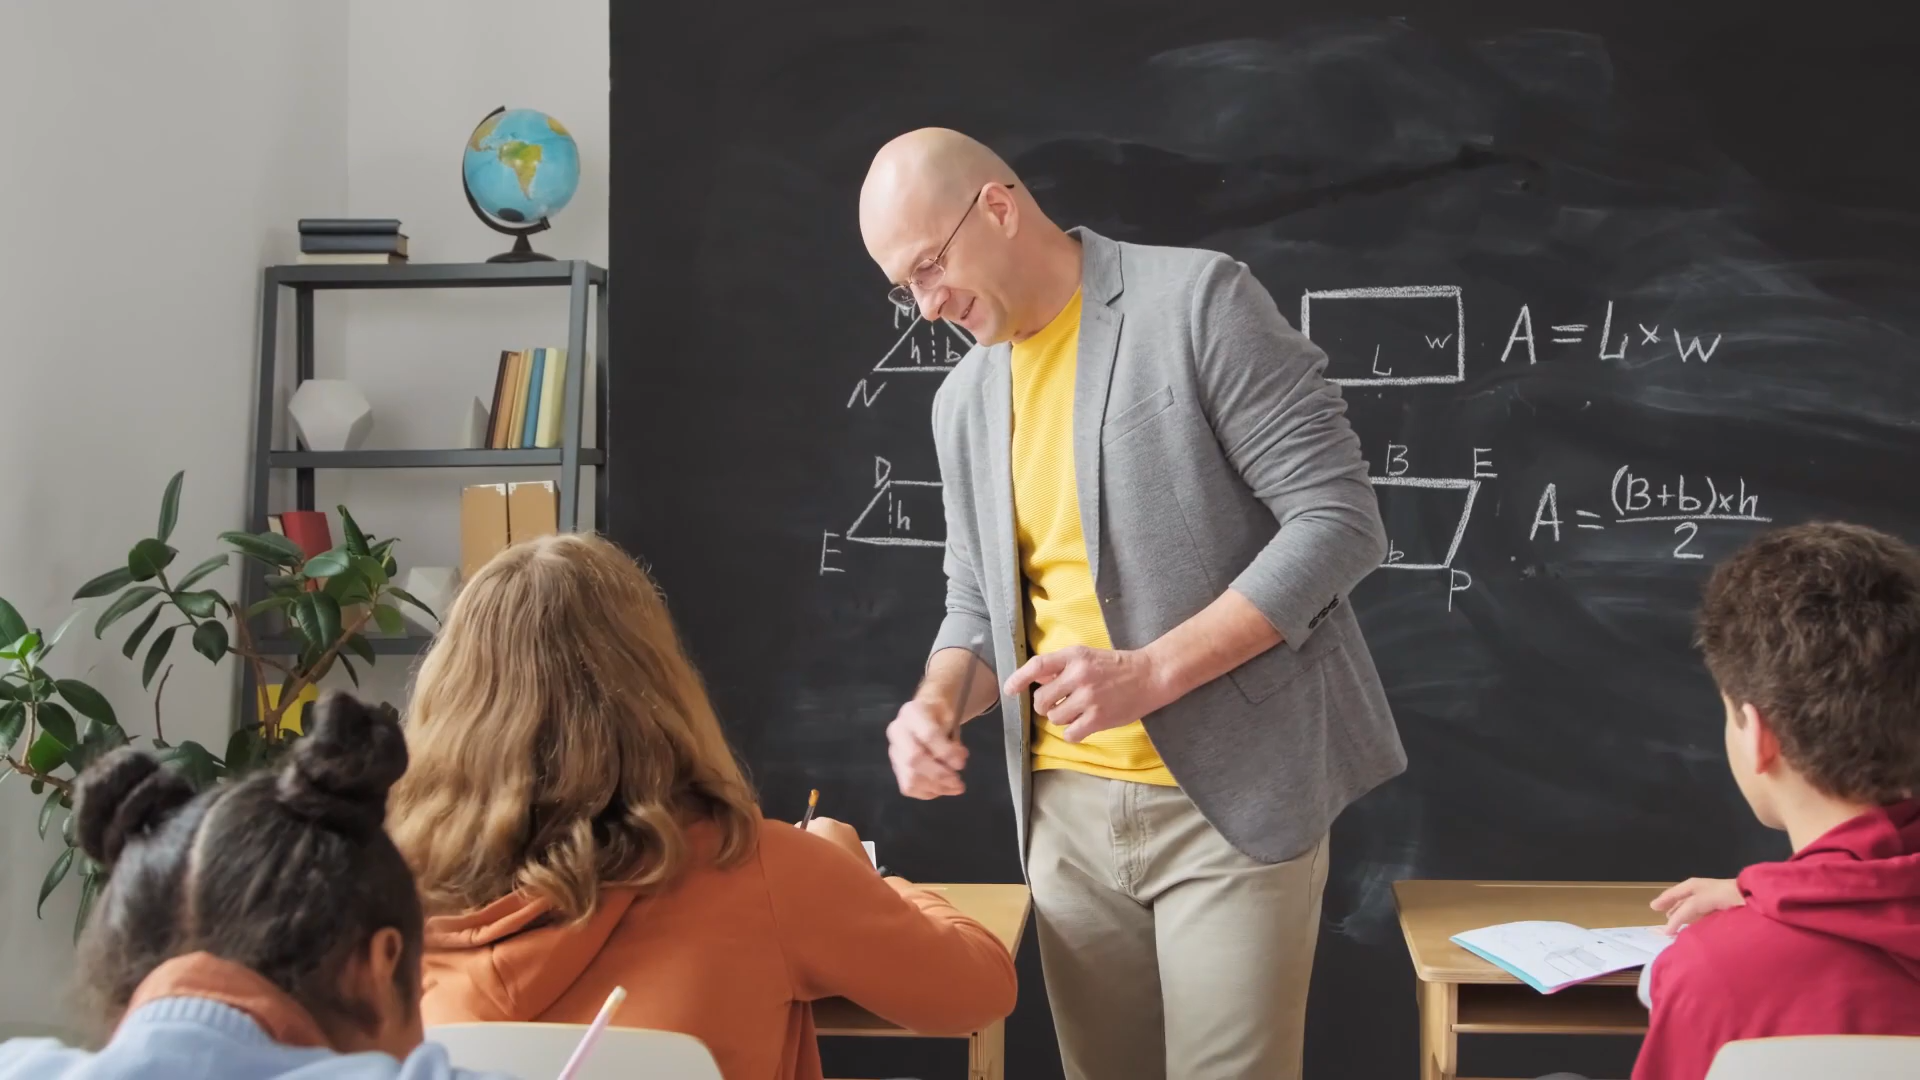 M
h b
N
L w
A = L × w
D
h
E
B E
b
P
A = (B+b)×h / 2